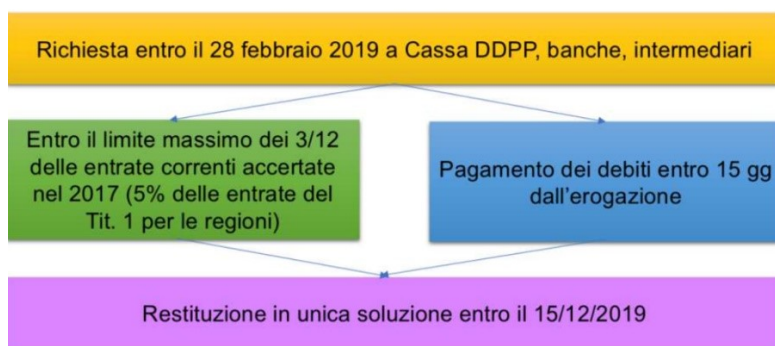 Richiesta entro il 28 febbraio 2019 a Cassa DDPP, banche, intermediari
Entro il limite massimo dei 3/12
delle entrate correnti accertate
nel 2017 (5% delle entrate del
Tit. 1 per le regioni)
Pagamento dei debiti entro 15 gg
dall'erogazione
Restituzione in unica soluzione entro il 15/12/2019